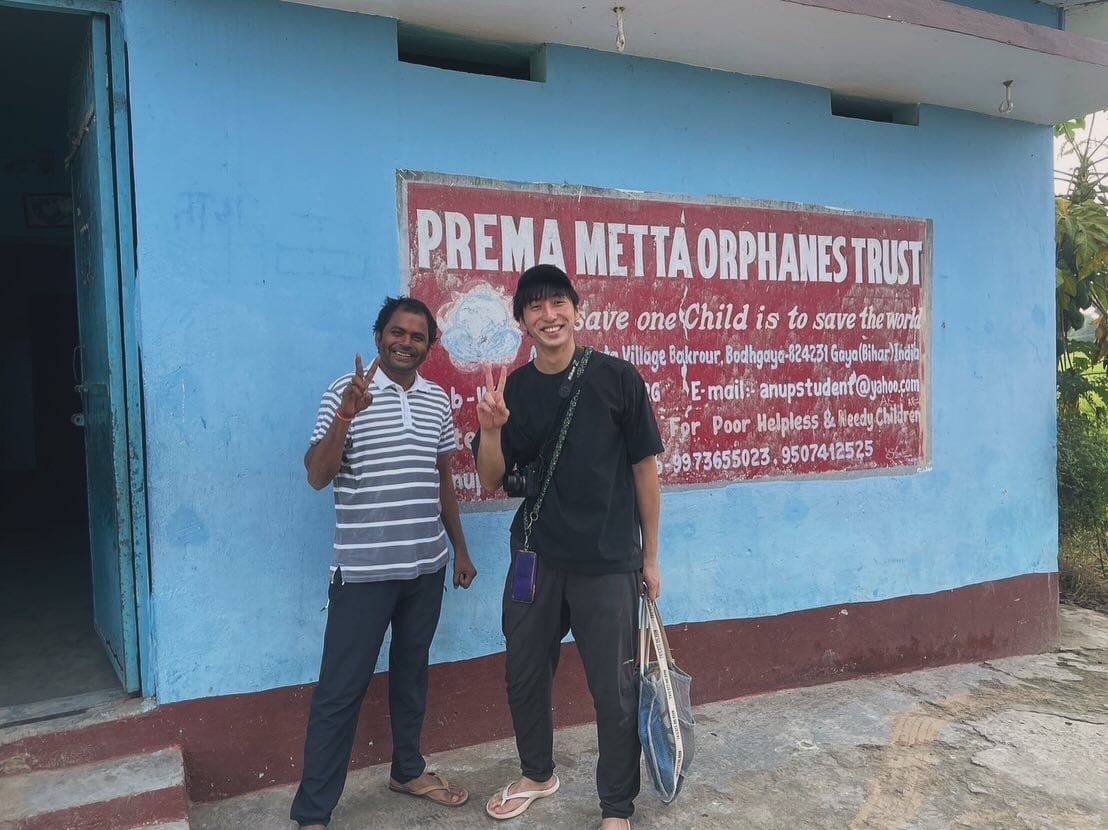 PREMA METTA ORPHANES TRUST
Save one Child is to save the world
Village Bakrour, Bodhgaya-824231 Gaya(Bihar)India
E-mail:- anupstudent@yahoo.com
For Poor Helpless & Needy Children
9973655023, 9507412525